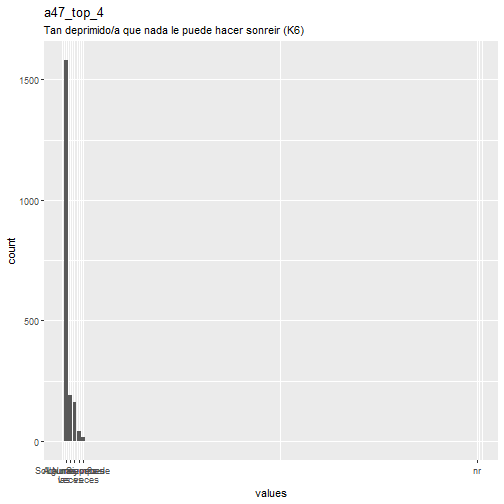 a47_top_4
Tan deprimido/a que nada le puede hacer sonreir (K6)
1500
1000
500
0
count
nr
values